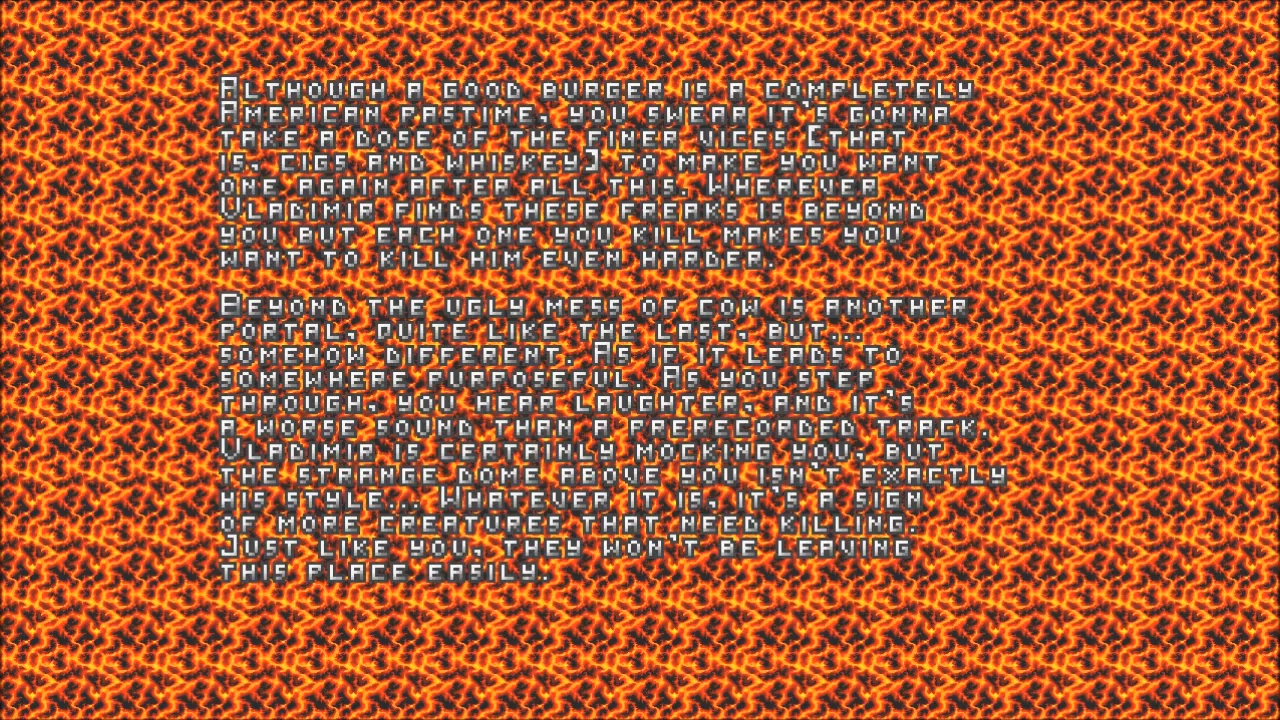 Although a good burger is a completely
American pastime, you swear it's gonna
take a dose of the finer vices [that
is, cigs and whiskey] to make you want
one again after all this. Wherever
Vladimir finds these freaks is beyond
you but each one you kill makes you
want to kill him even harder.

Beyond the ugly mess of cow is another
portal, quite like the last, but...
somehow different. As if it leads to
somewhere purposeful. As you step
through, you hear laughter, and it's
a worse sound than a prerecorded track.
Vladimir is certainly mocking you, but
the strange dome above you isn't exactly
his style... Whatever it is, it's a sign
of more creatures that need killing.
Just like you, they won't be leaving
this place easily.